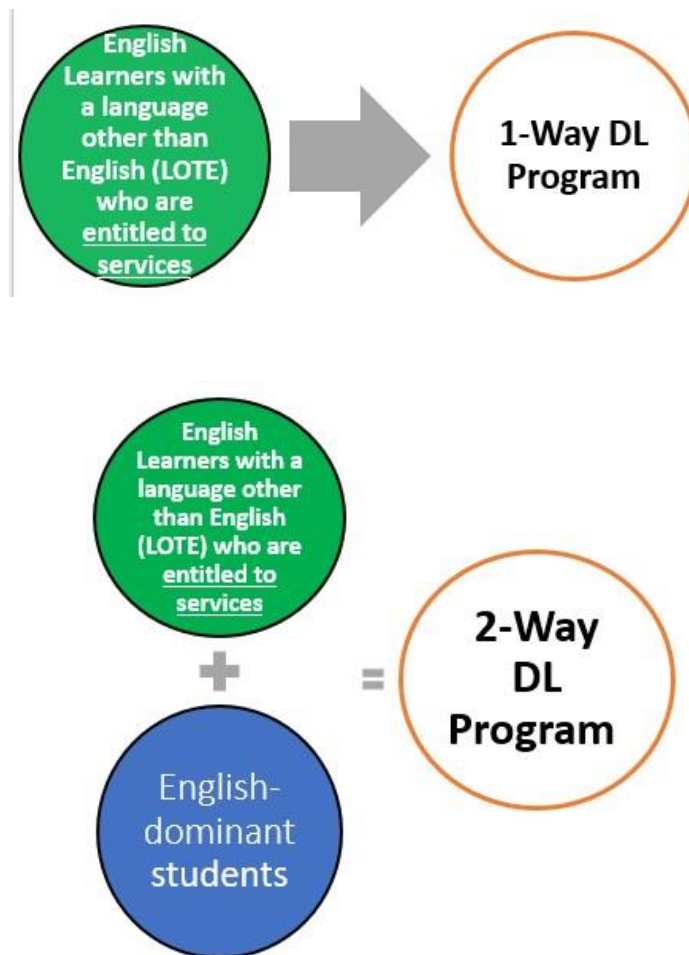 English
Learners with
a language
other than
English (LOTE)
who are
entitled to
services
1-Way DL
Program
English
Learners with a
language other
than English
(LOTE) who are
entitled to
services
+
=
2-Way
DL
Program
English-
dominant
students